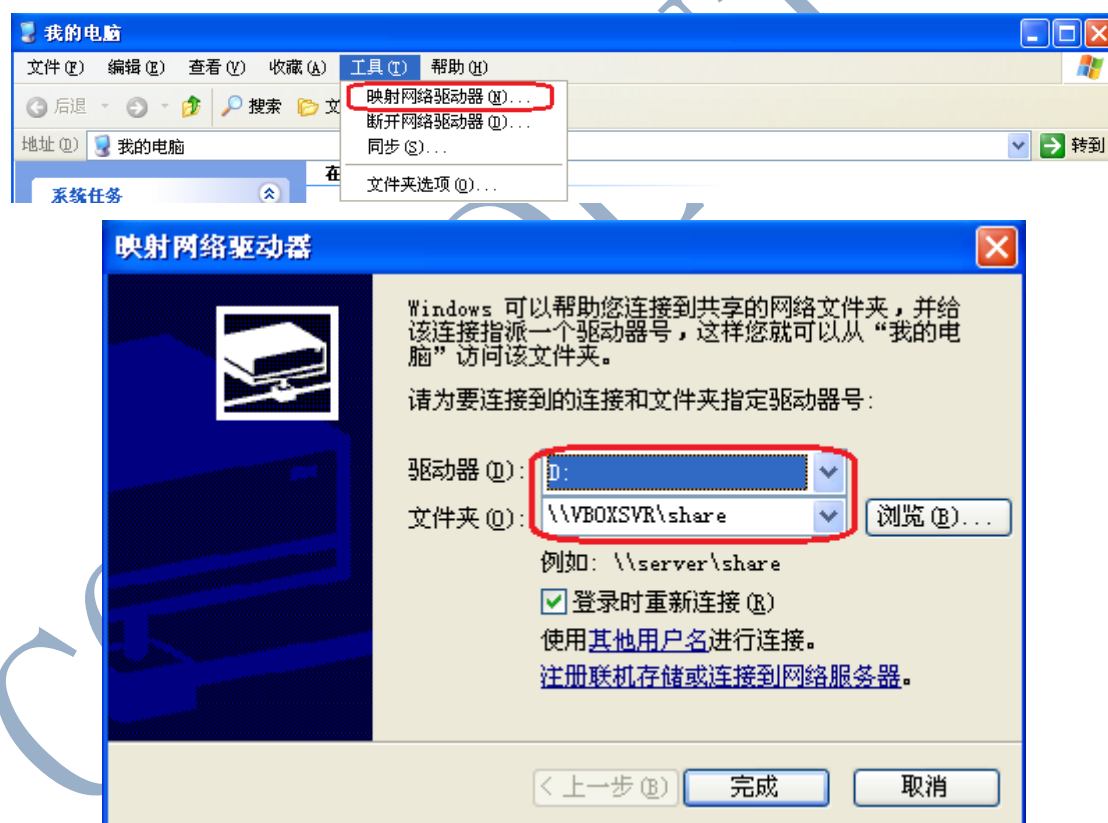 我的电脑
文件(F) 编辑(E) 查看(V) 收藏(A) 工具(T) 帮助(H)
后退 搜索 文
映射网络驱动器(N)...
断开网络驱动器(D)...
地址(D) 我的电脑 转到
同步(S)...
在
文件夹选项(O)...
系统任务
映射网络驱动器
Windows 可以帮助您连接到共享的网络文件夹，并给
该连接指派一个驱动器号，这样您就可以从“我的电
脑”访问该文件夹。
请为要连接到的连接和文件夹指定驱动器号:
驱动器(D): D:
文件夹(O): \\VBOXSVR\share 浏览(B)...
例如: \\server\share
登录时重新连接(R)
使用其他用户名进行连接。
注册联机存储或连接到网络服务器。
< 上一步(B) 完成 取消